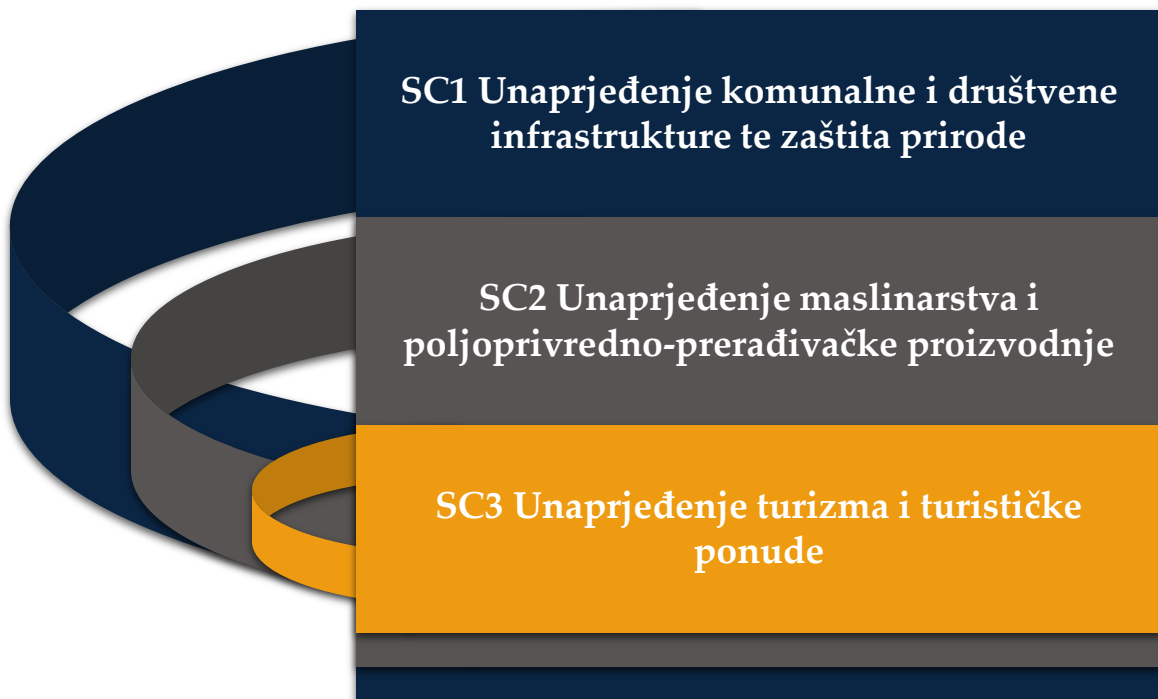 SC1 Unaprjeđenje komunalne i društvene
infrastrukture te zaštita prirode
SC2 Unaprjeđenje maslinarstva i
poljoprivredno-prerađivačke proizvodnje
SC3 Unaprjeđenje turizma i turističke
ponude